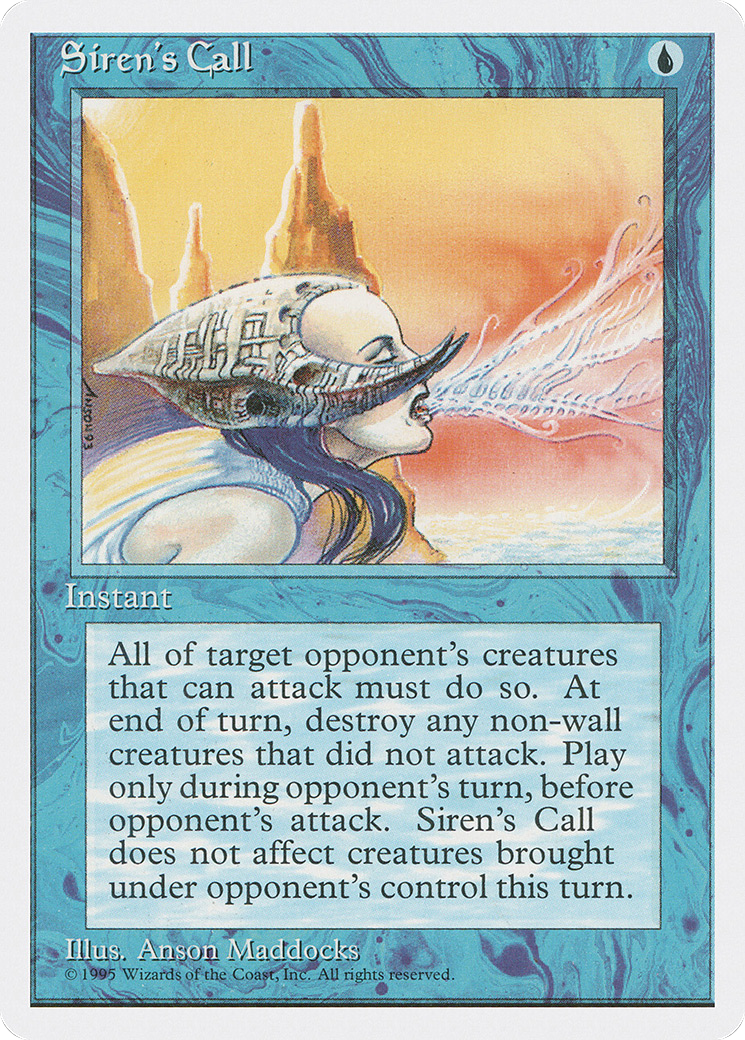 Siren's Call
ANSON 93
Instant
All of target opponent's creatures
that can attack must do so. At
end of turn, destroy any non-wall
creatures that did not attack. Play
only during opponent's turn, before
opponent's attack. Siren's Call
does not affect creatures brought
under opponent's control this turn.
Illus. Anson Maddocks
© 1995 Wizards of the Coast, Inc. All rights reserved.